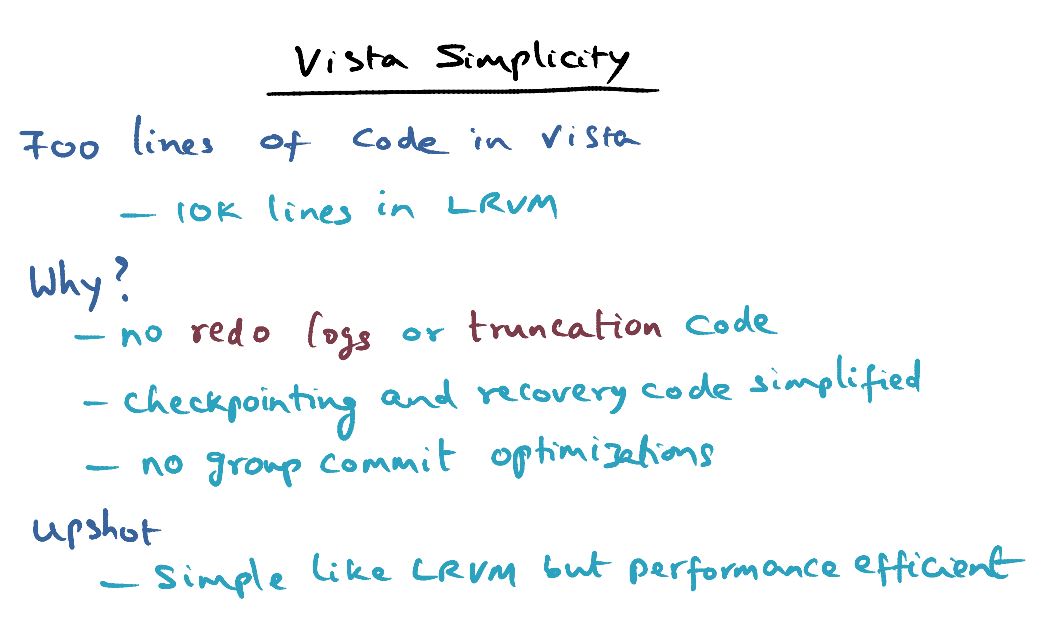 Vista Simplicity
700 lines of code in Vista
— 10K lines in LRVM
Why?
— no redo logs or truncation code
— checkpointing and recovery code simplified
— no group commit optimizations
upshot
— simple like LRVM but performance efficient